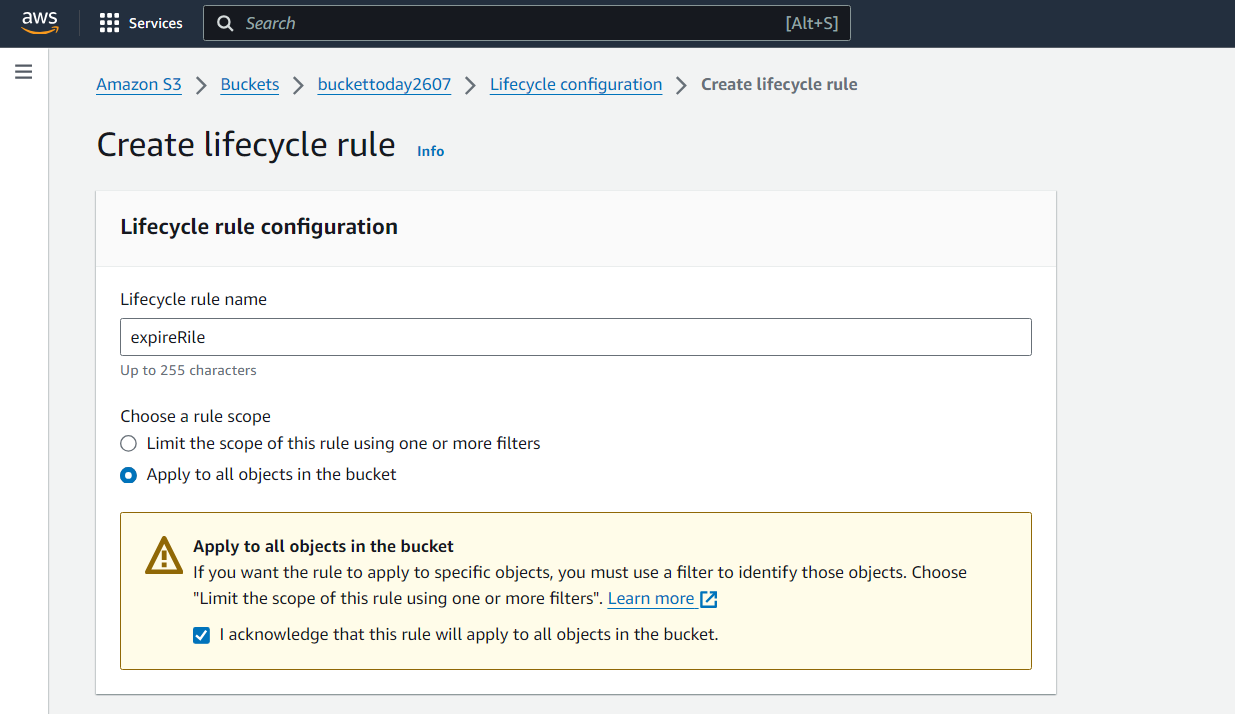 aws Services Search [Alt+S]
Amazon S3 Buckets buckettoday2607 Lifecycle configuration Create lifecycle rule
Create lifecycle rule Info
Lifecycle rule configuration
Lifecycle rule name
expireRile
Up to 255 characters
Choose a rule scope
Limit the scope of this rule using one or more filters
Apply to all objects in the bucket
Apply to all objects in the bucket
If you want the rule to apply to specific objects, you must use a filter to identify those objects. Choose
"Limit the scope of this rule using one or more filters". Learn more
I acknowledge that this rule will apply to all objects in the bucket.